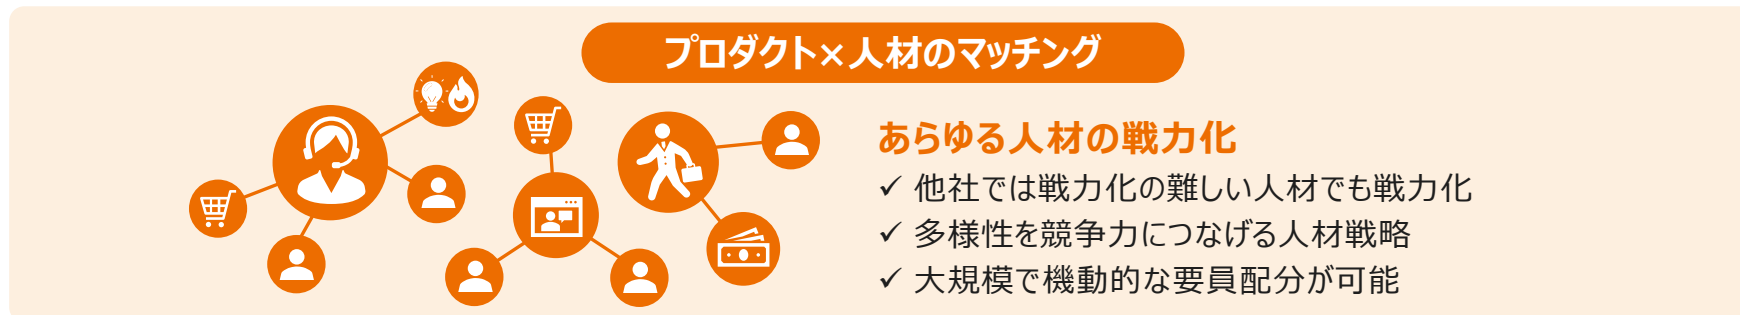 プロダクト×人材のマッチング
あらゆる人材の戦力化
✓ 他社では戦力化の難しい人材でも戦力化
✓ 多様性を競争力につなげる人材戦略
✓ 大規模で機動的な要員配分が可能